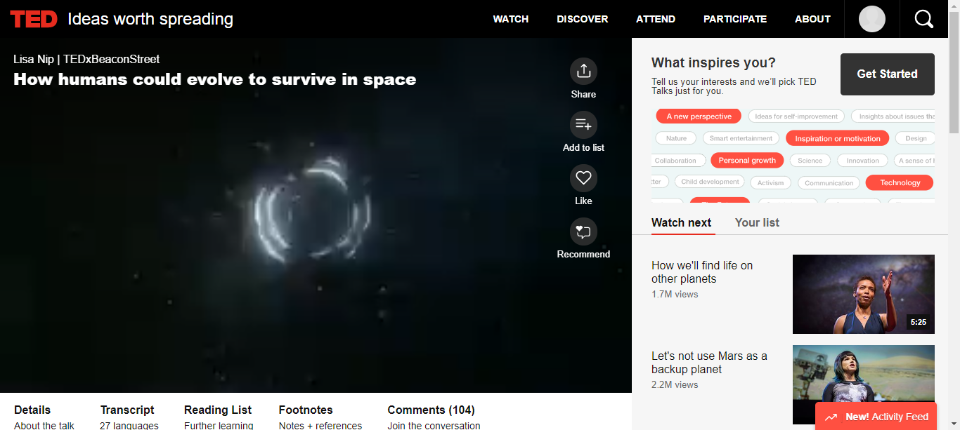 TED Ideas worth spreading
WATCH DISCOVER ATTEND PARTICIPATE ABOUT
Lisa Nip | TEDxBeaconStreet
How humans could evolve to survive in space
Share
Add to list
Like
Recommend
What inspires you?
Tell us your interests and we'll pick TED
Talks just for you.
Get Started
A new perspective Ideas for self-improvement Insights about issues
Nature Smart entertainment Inspiration or motivation Design
Collaboration Personal growth Science Innovation A sense of
Child development Activism Communication Technology
Watch next Your list
How we'll find life on
other planets
1.7M views
5:25
Let's not use Mars as a
backup planet
2.2M views
New! Activity Feed
Details Transcript Reading List Footnotes Comments (104)
About the talk 27 languages Further learning Notes + references Join the conversation